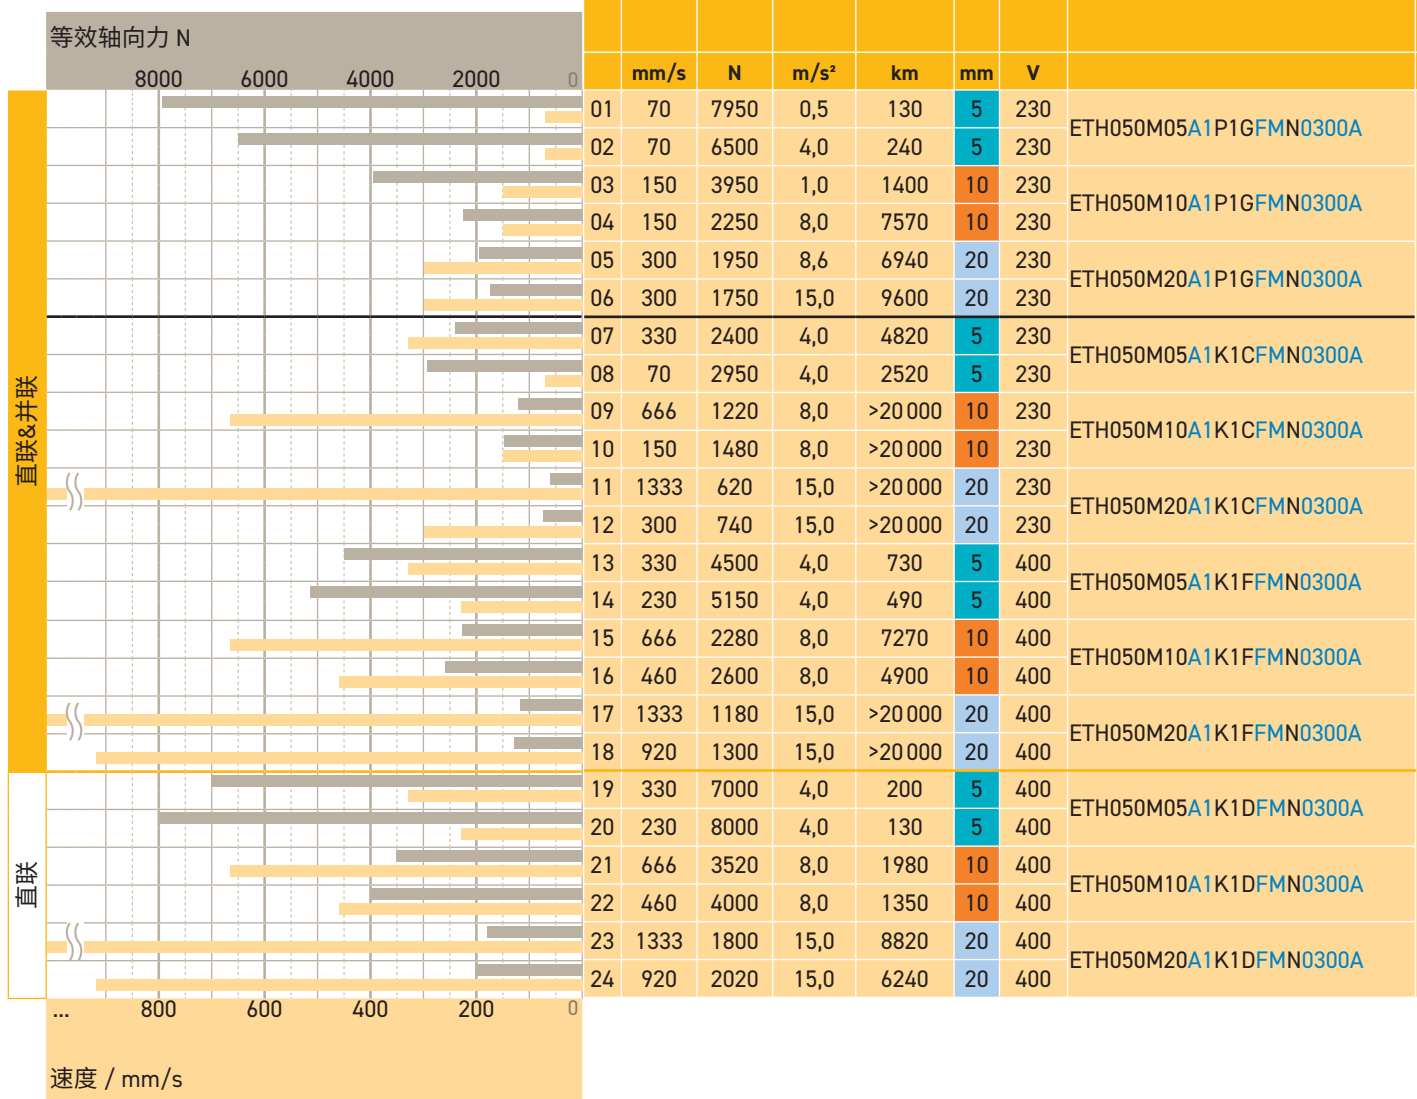 等效轴向力 N
8000 6000 4000 2000 0
mm/s N m/s² km mm V
直联&并联
01 70 7950 0,5 130 5 230
ETH050M05A1P1GFMN0300A
02 70 6500 4,0 240 5 230
03 150 3950 1,0 1400 10 230
ETH050M10A1P1GFMN0300A
04 150 2250 8,0 7570 10 230
05 300 1950 8,6 6940 20 230
ETH050M20A1P1GFMN0300A
06 300 1750 15,0 9600 20 230
07 330 2400 4,0 4820 5 230
ETH050M05A1K1CFMN0300A
08 70 2950 4,0 2520 5 230
09 666 1220 8,0 >20 000 10 230
ETH050M10A1K1CFMN0300A
10 150 1480 8,0 >20 000 10 230
11 1333 620 15,0 >20 000 20 230
ETH050M20A1K1CFMN0300A
12 300 740 15,0 >20 000 20 230
13 330 4500 4,0 730 5 400
ETH050M05A1K1FFMN0300A
14 230 5150 4,0 490 5 400
15 666 2280 8,0 7270 10 400
ETH050M10A1K1FFMN0300A
16 460 2600 8,0 4900 10 400
17 1333 1180 15,0 >20 000 20 400
ETH050M20A1K1FFMN0300A
18 920 1300 15,0 >20 000 20 400
直联
19 330 7000 4,0 200 5 400
ETH050M05A1K1DFMN0300A
20 230 8000 4,0 130 5 400
21 666 3520 8,0 1980 10 400
ETH050M10A1K1DFMN0300A
22 460 4000 8,0 1350 10 400
23 1333 1800 15,0 8820 20 400
ETH050M20A1K1DFMN0300A
24 920 2020 15,0 6240 20 400
... 800 600 400 200 0
速度 / mm/s